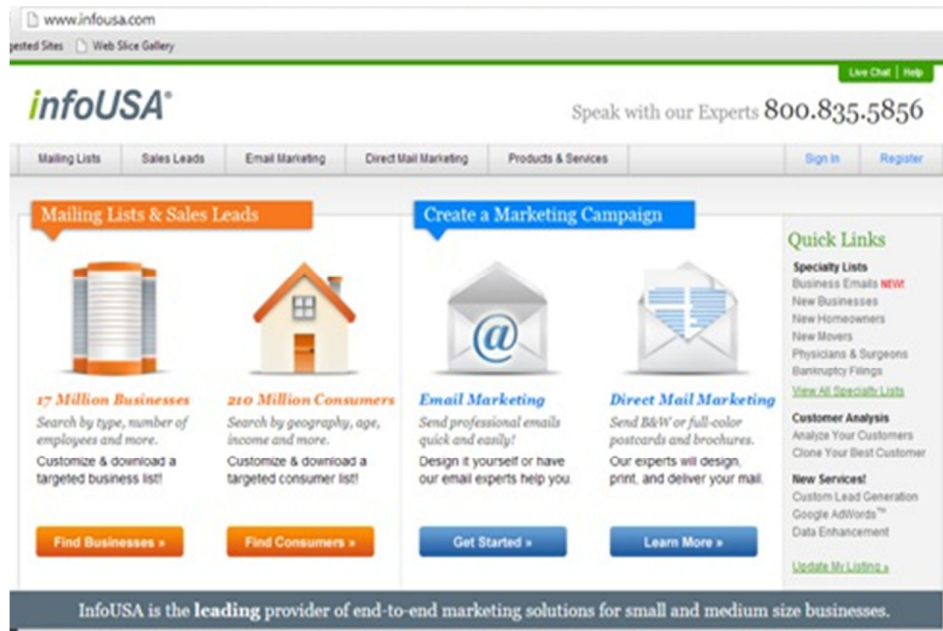 www.infousa.com
gested Sites Web Slice Gallery
Live Chat | Help
infoUSA®
Speak with our Experts 800.835.5856
Mailing Lists Sales Leads Email Marketing Direct Mail Marketing Products & Services Sign In Register
Mailing Lists & Sales Leads
17 Million Businesses
Search by type, number of
employees and more.
Customize & download a
targeted business list!
Find Businesses »
210 Million Consumers
Search by geography, age,
income and more.
Customize & download a
targeted consumer list!
Find Consumers »
Create a Marketing Campaign
@
Email Marketing
Send professional emails
quick and easily!
Design it yourself or have
our email experts help you.
Get Started »
Direct Mail Marketing
Send B&W or full-color
postcards and brochures.
Our experts will design,
print, and deliver your mail.
Learn More »
Quick Links
Specialty Lists
Business Emails NEW!
New Businesses
New Homeowners
New Movers
Physicians & Surgeons
Bankruptcy Filings
View All Specialty Lists
Customer Analysis
Analyze Your Customers
Clone Your Best Customer
New Services!
Custom Lead Generation
Google AdWords™
Data Enhancement
Update My Listing »
InfoUSA is the leading provider of end-to-end marketing solutions for small and medium size businesses.